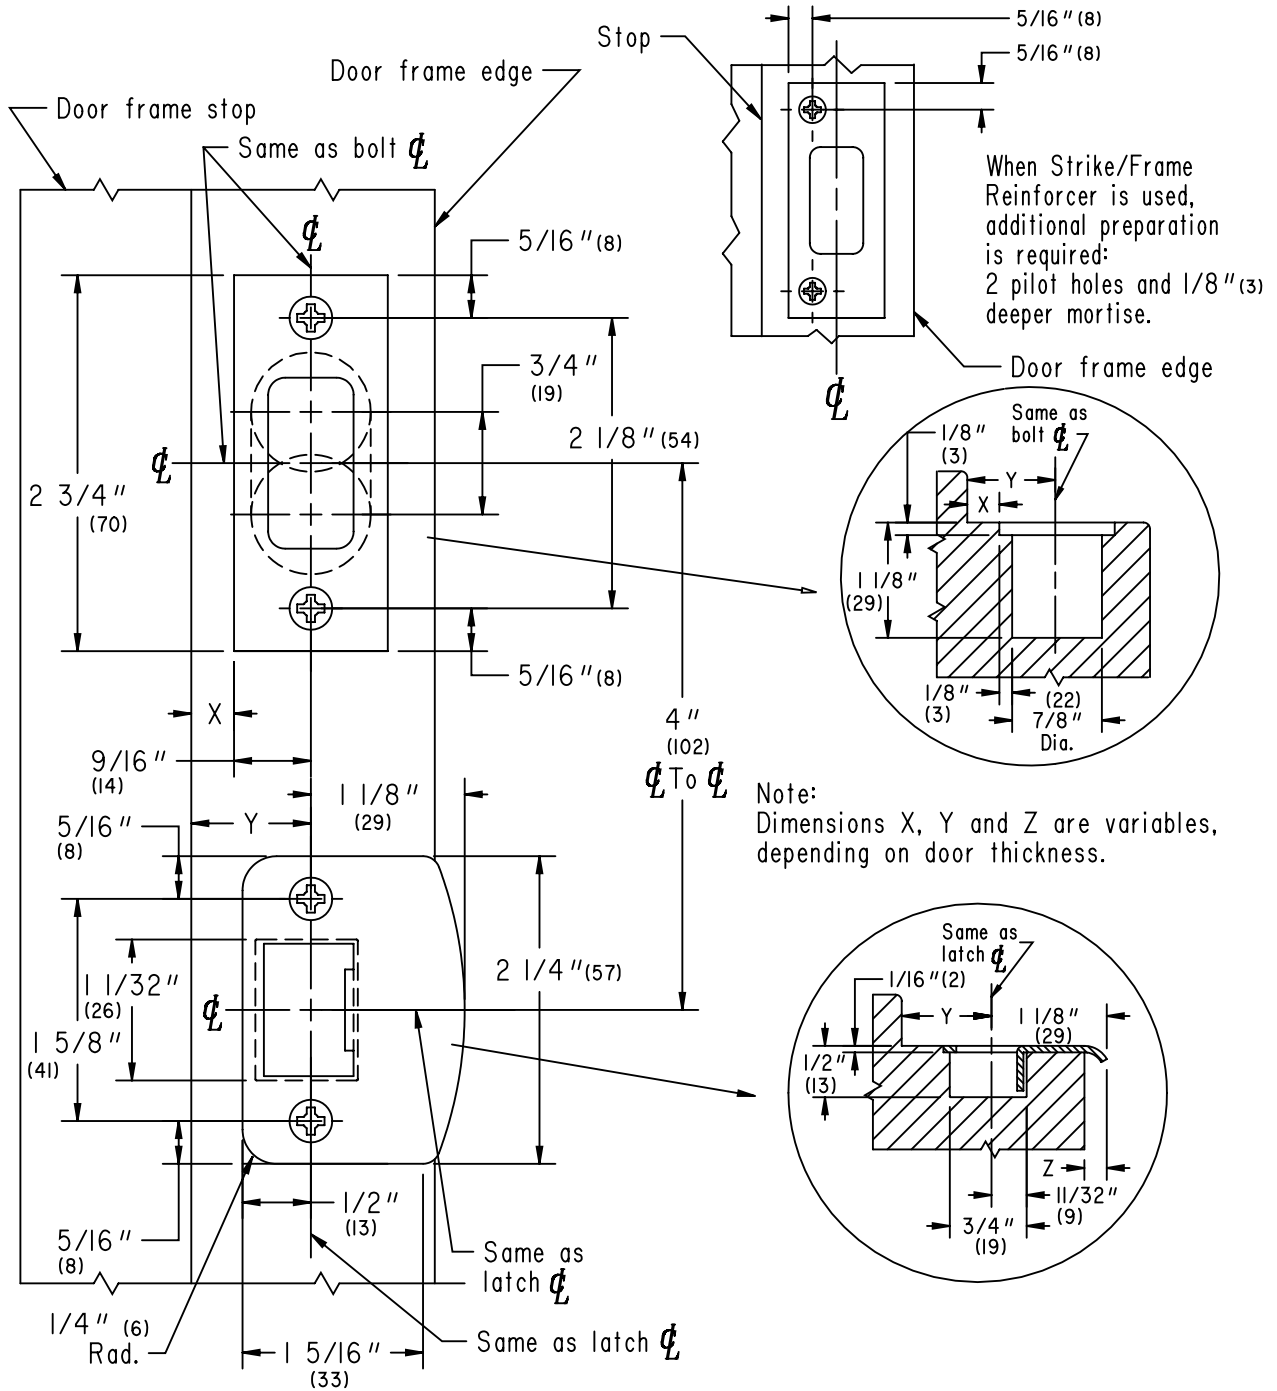 5/16" (8)
Stop
5/16" (8)
Door frame edge
Door frame stop
Same as bolt ℄
When Strike/Frame
Reinforcer is used,
additional preparation
is required:
2 pilot holes and 1/8" (3)
deeper mortise.
℄
5/16" (8)
3/4"
(19)
Door frame edge
℄
2 1/8" (54)
℄
2 3/4"
(70)
Same as
bolt ℄
1/8"
(3)
Y
X
1 1/8"
(29)
1/8"
(3)
(22)
7/8"
Dia.
5/16" (8)
X
4"
(102)
℄ To ℄
9/16"
(14)
1 1/8"
(29)
Y
5/16"
(8)
Note:
Dimensions X, Y and Z are variables,
depending on door thickness.
2 1/4" (57)
1 1/32"
(26)
℄
1 5/8"
(41)
Same as
latch ℄
1/16" (2)
Y
1 1/8"
(29)
1/2"
(13)
Z
11/32"
(9)
3/4"
(19)
1/2"
(13)
5/16"
(8)
Same as
latch ℄
1/4" (6)
Rad.
Same as latch ℄
1 5/16"
(33)